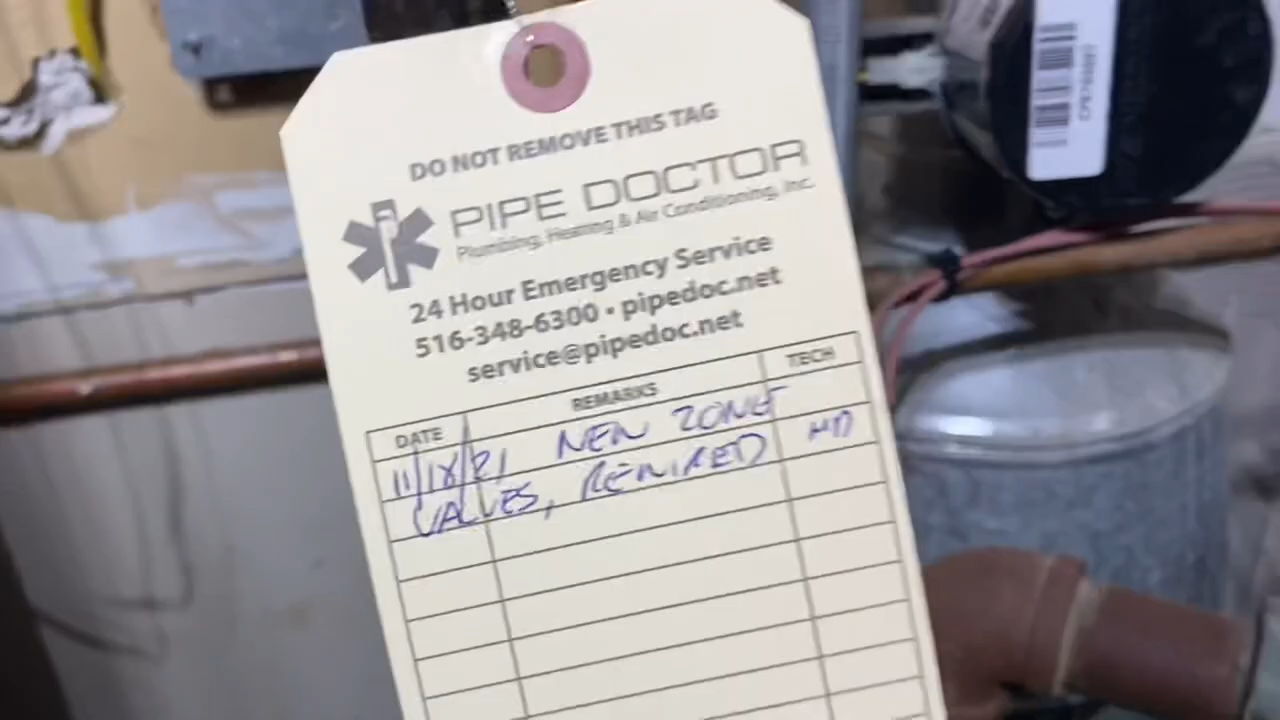 DO NOT REMOVE THIS TAG
PIPE DOCTOR
Plumbing, Heating & Air Conditioning, Inc.
24 Hour Emergency Service
516-348-6300 • pipedoc.net
service@pipedoc.net
DATE REMARKS TECH
11/18/21 NEW ZONE
VALVES, REWIRED HD